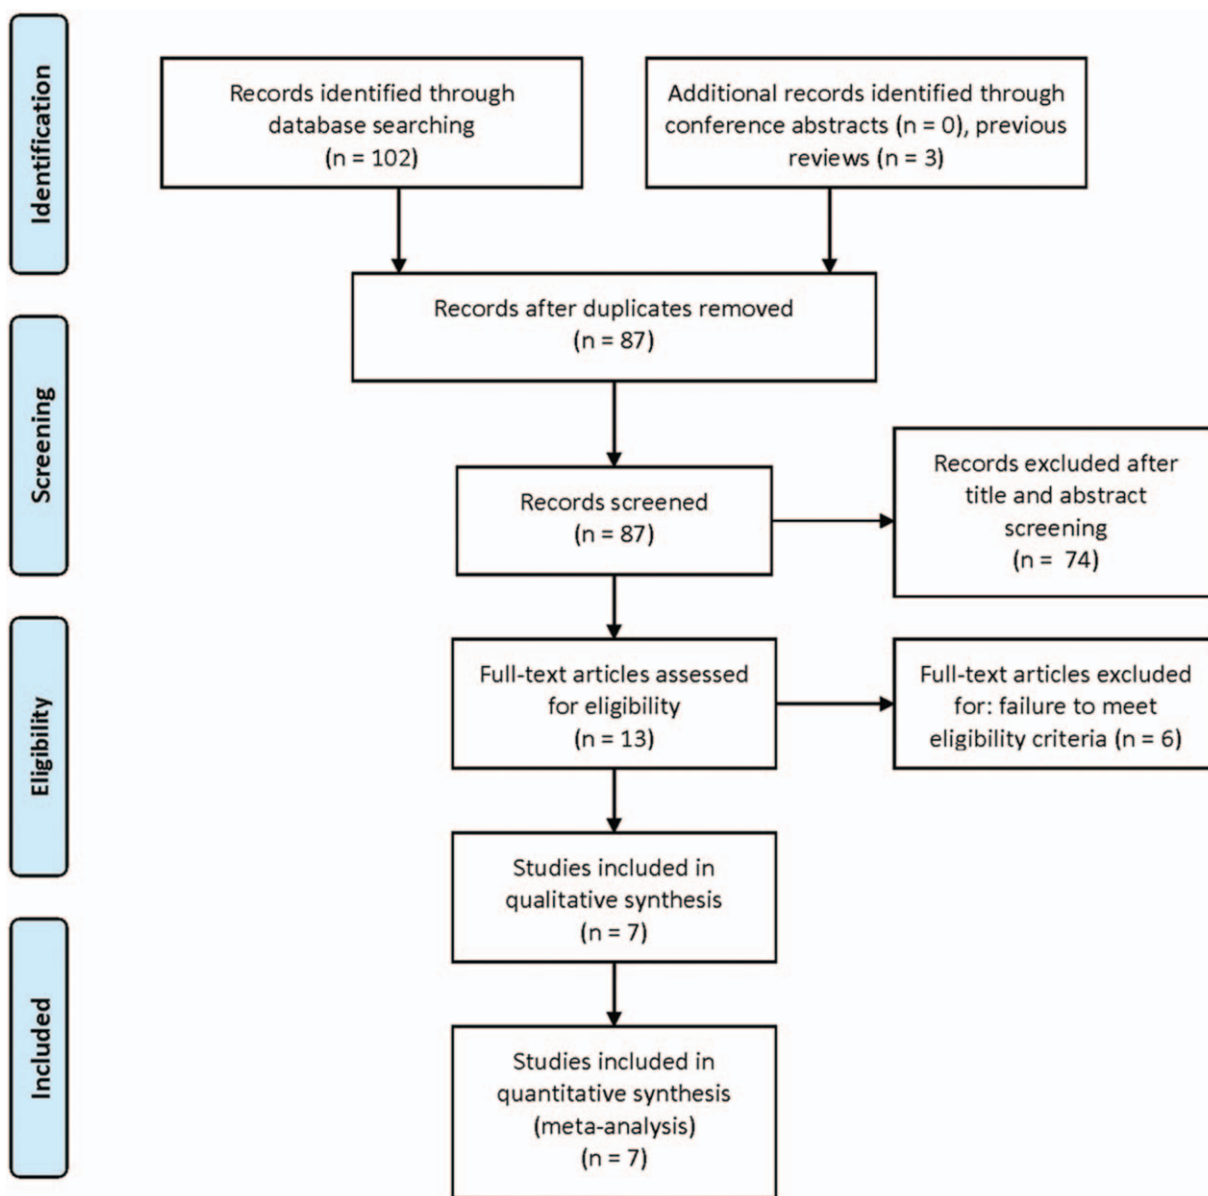 Identification
Records identified through
database searching
(n = 102)
Additional records identified through
conference abstracts (n = 0), previous
reviews (n = 3)
Records after duplicates removed
(n = 87)
Screening
Records screened
(n = 87)
Records excluded after
title and abstract
screening
(n =  74)
Eligibility
Full-text articles assessed
for eligibility
(n = 13)
Full-text articles excluded
for: failure to meet
eligibility criteria (n = 6)
Studies included in
qualitative synthesis
(n = 7)
Included
Studies included in
quantitative synthesis
(meta-analysis)
(n = 7)